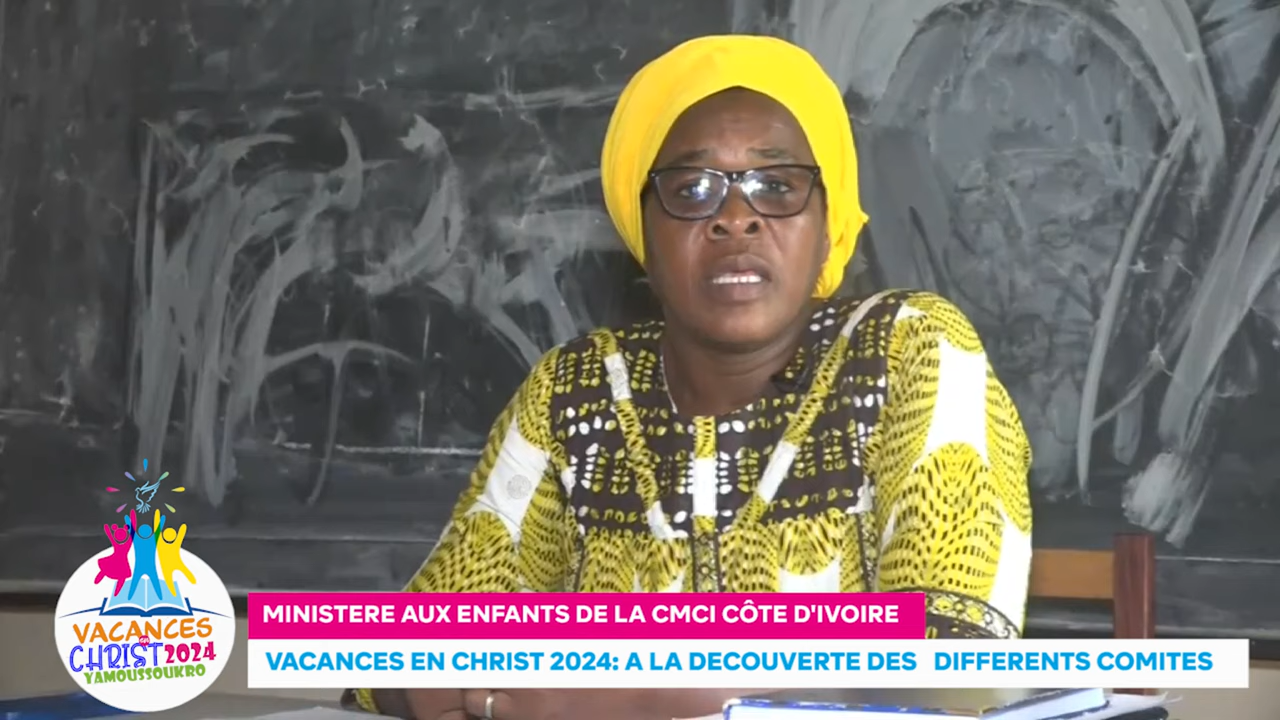 MINISTERE AUX ENFANTS DE LA CMCI CÔTE D'IVOIRE
VACANCES EN CHRIST 2024: A LA DECOUVERTE DES DIFFERENTS COMITES
VACANCES
en
CHRIST 2024
YAMOUSSOUKRO